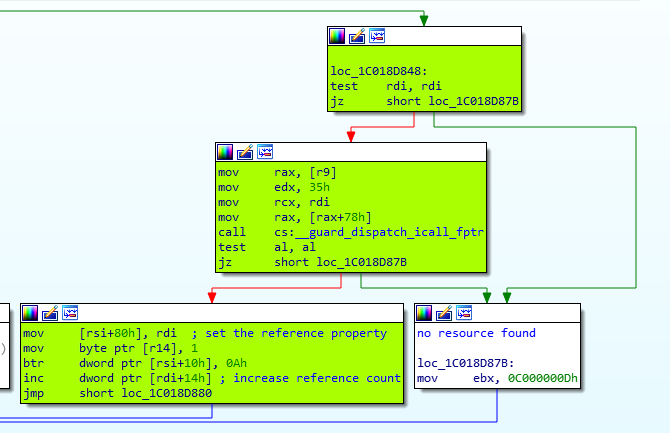 loc_1C018D848:
test    rdi, rdi
jz      short loc_1C018D87B
mov     rax, [r9]
mov     edx, 35h
mov     rcx, rdi
mov     rax, [rax+78h]
call    cs:__guard_dispatch_icall_fptr
test    al, al
jz      short loc_1C018D87B
)
mov     [rsi+80h], rdi  ; set the reference property
mov     byte ptr [r14], 1
btr     dword ptr [rsi+10h], 0Ah
inc     dword ptr [rdi+14h] ; increase reference count
jmp     short loc_1C018D880
no resource found
loc_1C018D87B:
mov     ebx, 0C000000Dh